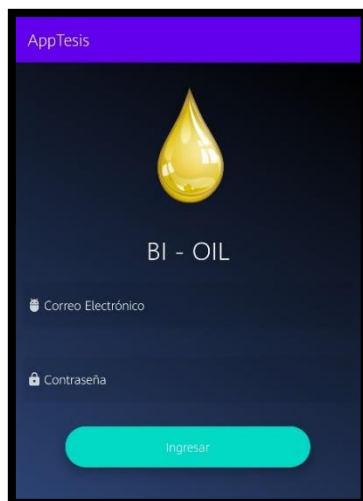 AppTesis
BI - OIL
Correo Electrónico
Contraseña
Ingresar